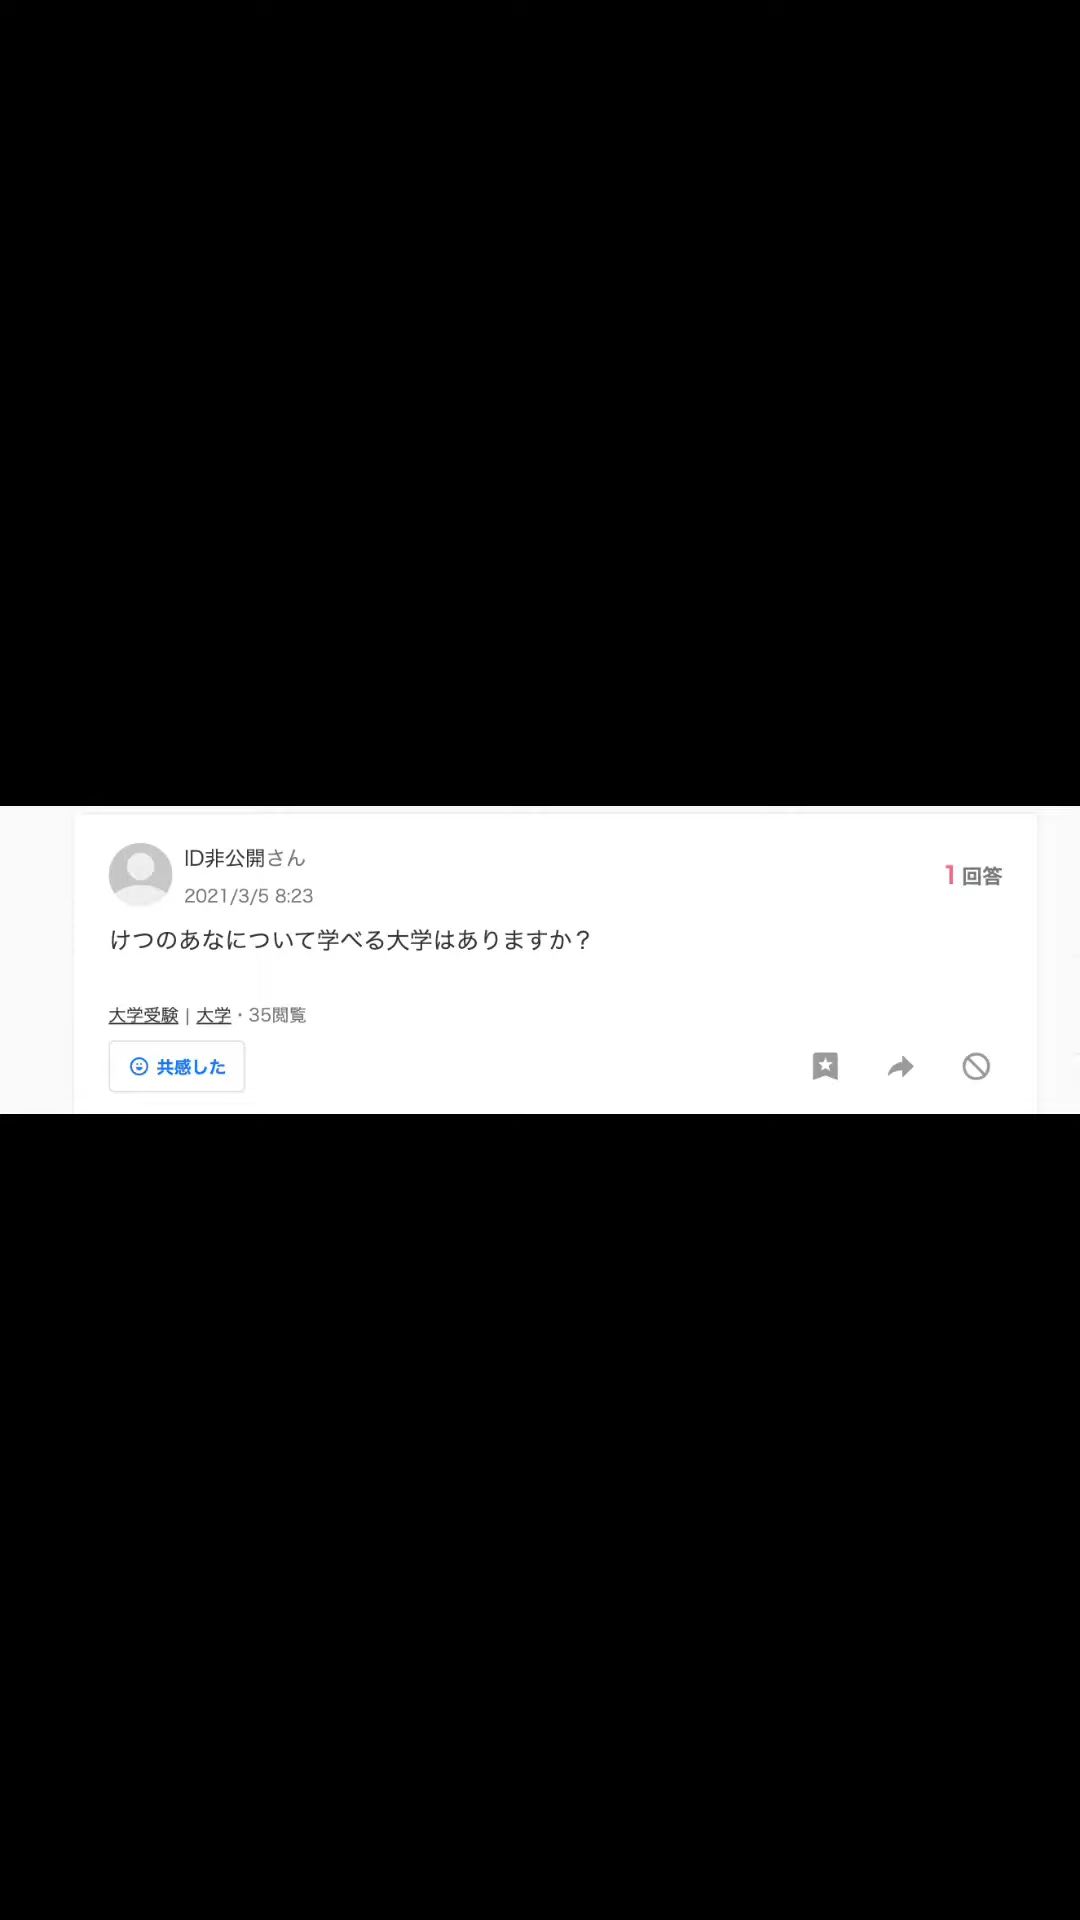 ID非公開さん
2021/3/5 8:23
1回答
けつのあなについて学べる大学はありますか？
大学受験 | 大学・35閲覧
共感した